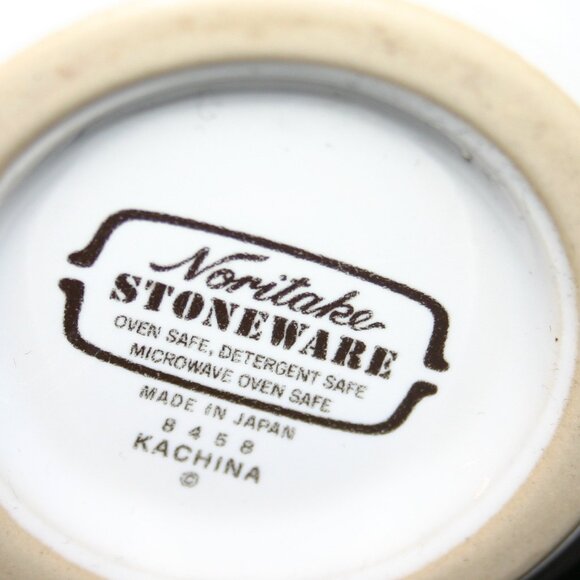 Noritake
STONEWARE
OVEN SAFE, DETERGENT SAFE
MICROWAVE OVEN SAFE
MADE IN JAPAN
8458
KACHINA
©